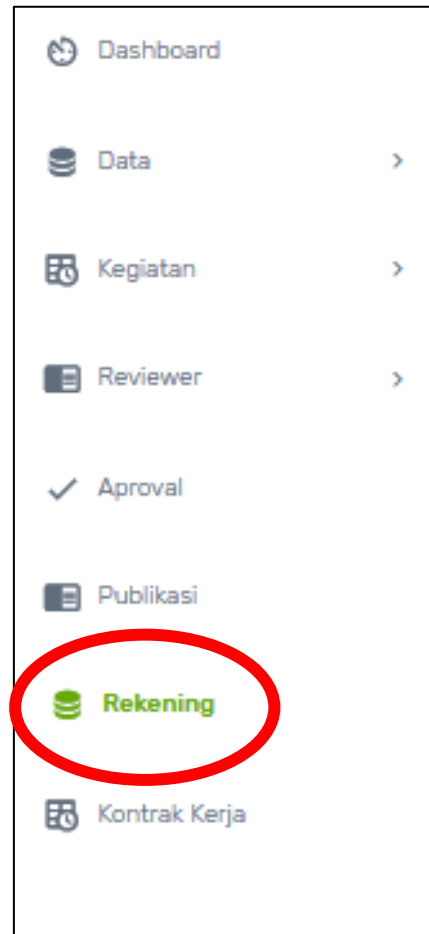 Dashboard
Data
Kegiatan
Reviewer
Aproval
Publikasi
Rekening
Kontrak Kerja